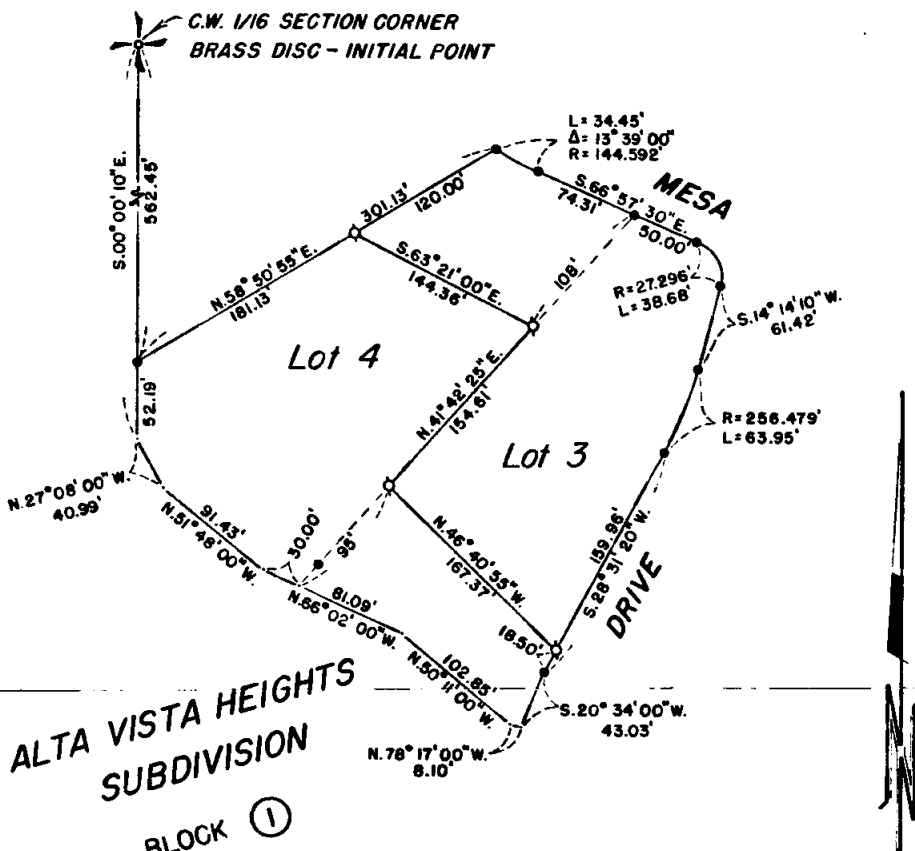 C.W. 1/16 SECTION CORNER
BRASS DISC - INITIAL POINT
L= 34.45'
Δ= 13° 39' 00"
R= 144.592'
MESA
S.66° 57' 30" E.
74.31'
50.00'
301.13'
120.00'
S.00° 00' 10" E.
562.45'
N.58° 50' 55" E.
181.13'
S.63° 21' 00" E.
144.36'
108'
R=27.296'
L=38.68'
S.14° 14' 10" W.
61.42'
Lot 4
N.41° 42' 25" E.
154.61'
52.19'
R=256.479'
L=63.95'
Lot 3
N.27° 08' 00" W.
40.99'
91.43'
N.51° 48' 00" W.
30.00'
95'
N.46° 40' 55" W.
167.37'
159.96'
S.28° 31' 20" W.
DRIVE
81.09'
N.66° 02' 00" W.
18.50'
102.85'
N.50° 11' 00" W.
S.20° 34' 00" W.
43.03'
N.78° 17' 00" W.
6.10'
ALTA VISTA HEIGHTS
SUBDIVISION
BLOCK 1
N